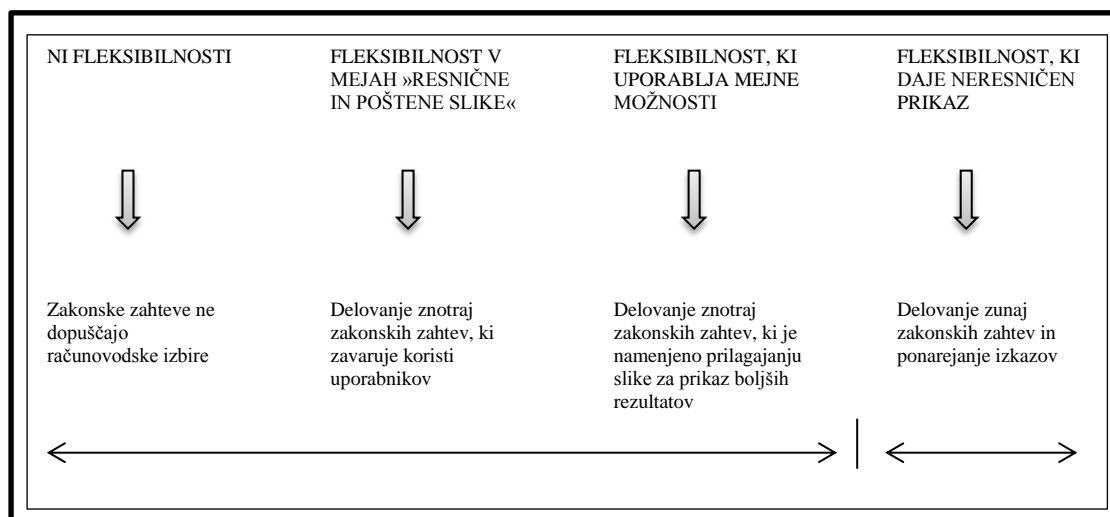 NI FLEKSIBILNOSTI
FLEKSIBILNOST V
MEJAH »RESNIČNE
IN POŠTENE SLIKE«
FLEKSIBILNOST, KI
UPORABLJA MEJNE
MOŽNOSTI
FLEKSIBILNOST, KI
DAJE NERESNIČEN
PRIKAZ
Zakonske zahteve ne
dopuščajo
računovodske izbire
Delovanje znotraj
zakonskih zahtev, ki
zavaruje koristi
uporabnikov
Delovanje znotraj
zakonskih zahtev, ki je
namenjeno prilagajanju
slike za prikaz boljših
rezultatov
Delovanje zunaj
zakonskih zahtev in
ponarejanje izkazov